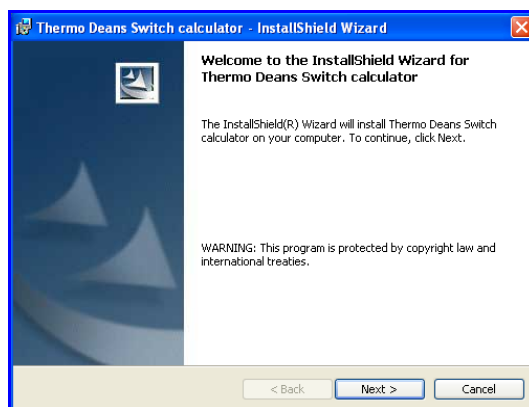 Thermo Deans Switch calculator - InstallShield Wizard
Welcome to the InstallShield Wizard for
Thermo Deans Switch calculator
The InstallShield(R) Wizard will install Thermo Deans Switch
calculator on your computer. To continue, click Next.
WARNING: This program is protected by copyright law and
international treaties.
< Back
Next >
Cancel